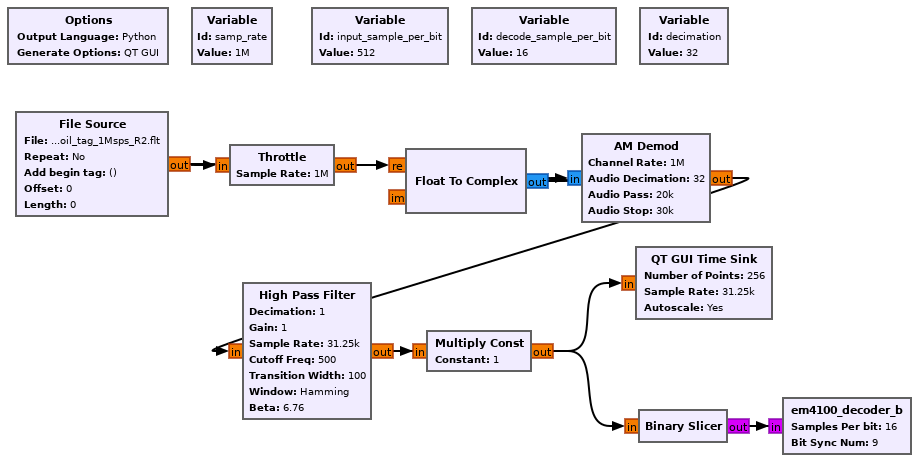 Options
Output Language: Python
Generate Options: QT GUI
Variable
Id: samp_rate
Value: 1M
Variable
Id: input_sample_per_bit
Value: 512
Variable
Id: decode_sample_per_bit
Value: 16
Variable
Id: decimation
Value: 32
File Source
File: ...oil_tag_1Msps_R2.flt
Repeat: No
Add begin tag: ()
Offset: 0
Length: 0
out
in
Throttle
Sample Rate: 1M
out
re
im
Float To Complex
out
in
AM Demod
Channel Rate: 1M
Audio Decimation: 32
Audio Pass: 20k
Audio Stop: 30k
out
in
High Pass Filter
Decimation: 1
Gain: 1
Sample Rate: 31.25k
Cutoff Freq: 500
Transition Width: 100
Window: Hamming
Beta: 6.76
out
in
Multiply Const
Constant: 1
out
in
QT GUI Time Sink
Number of Points: 256
Sample Rate: 31.25k
Autoscale: Yes
in
Binary Slicer
out
in
em4100_decoder_b
Samples Per bit: 16
Bit Sync Num: 9